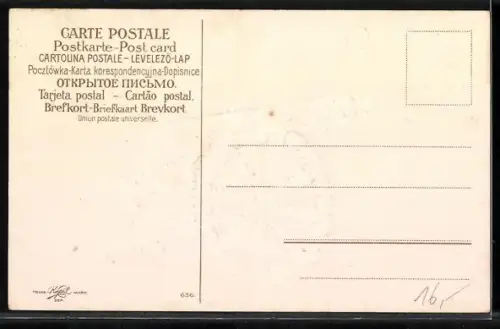 CARTE POSTALE
Postkarte-Post card
CARTOLINA POSTALE-LEVELEZŐ-LAP
Pocztówka-Karta korespondencyjna-Dopisnice
ОТКРЫТОЕ ПИСЬМО.
Tarjeta postal - Cartão postal.
Brefkort-Briefkaart Brevkort
Union postale universelle.
636.
16,-